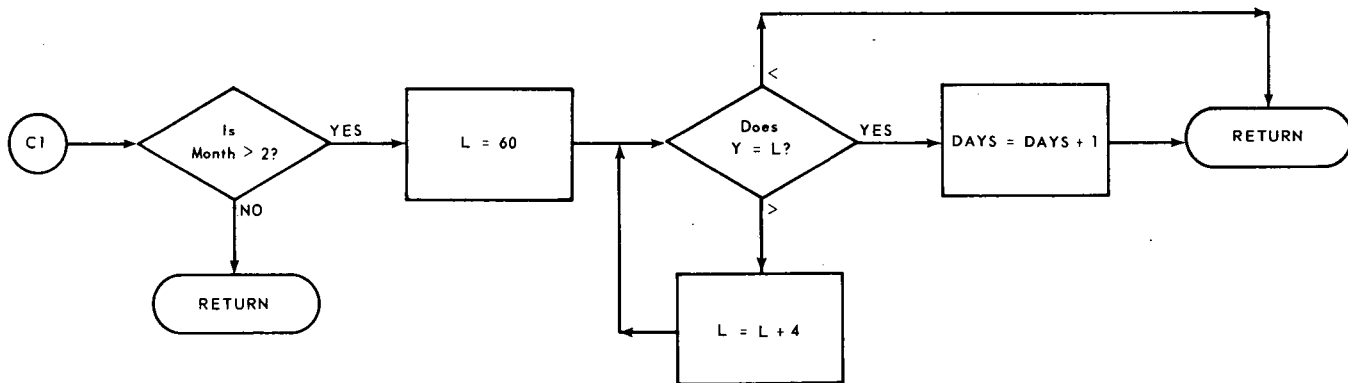 C1
Is
Month > 2?
YES
NO
RETURN
L = 60
Does
Y = L?
<
YES
>
L = L + 4
DAYS = DAYS + 1
RETURN